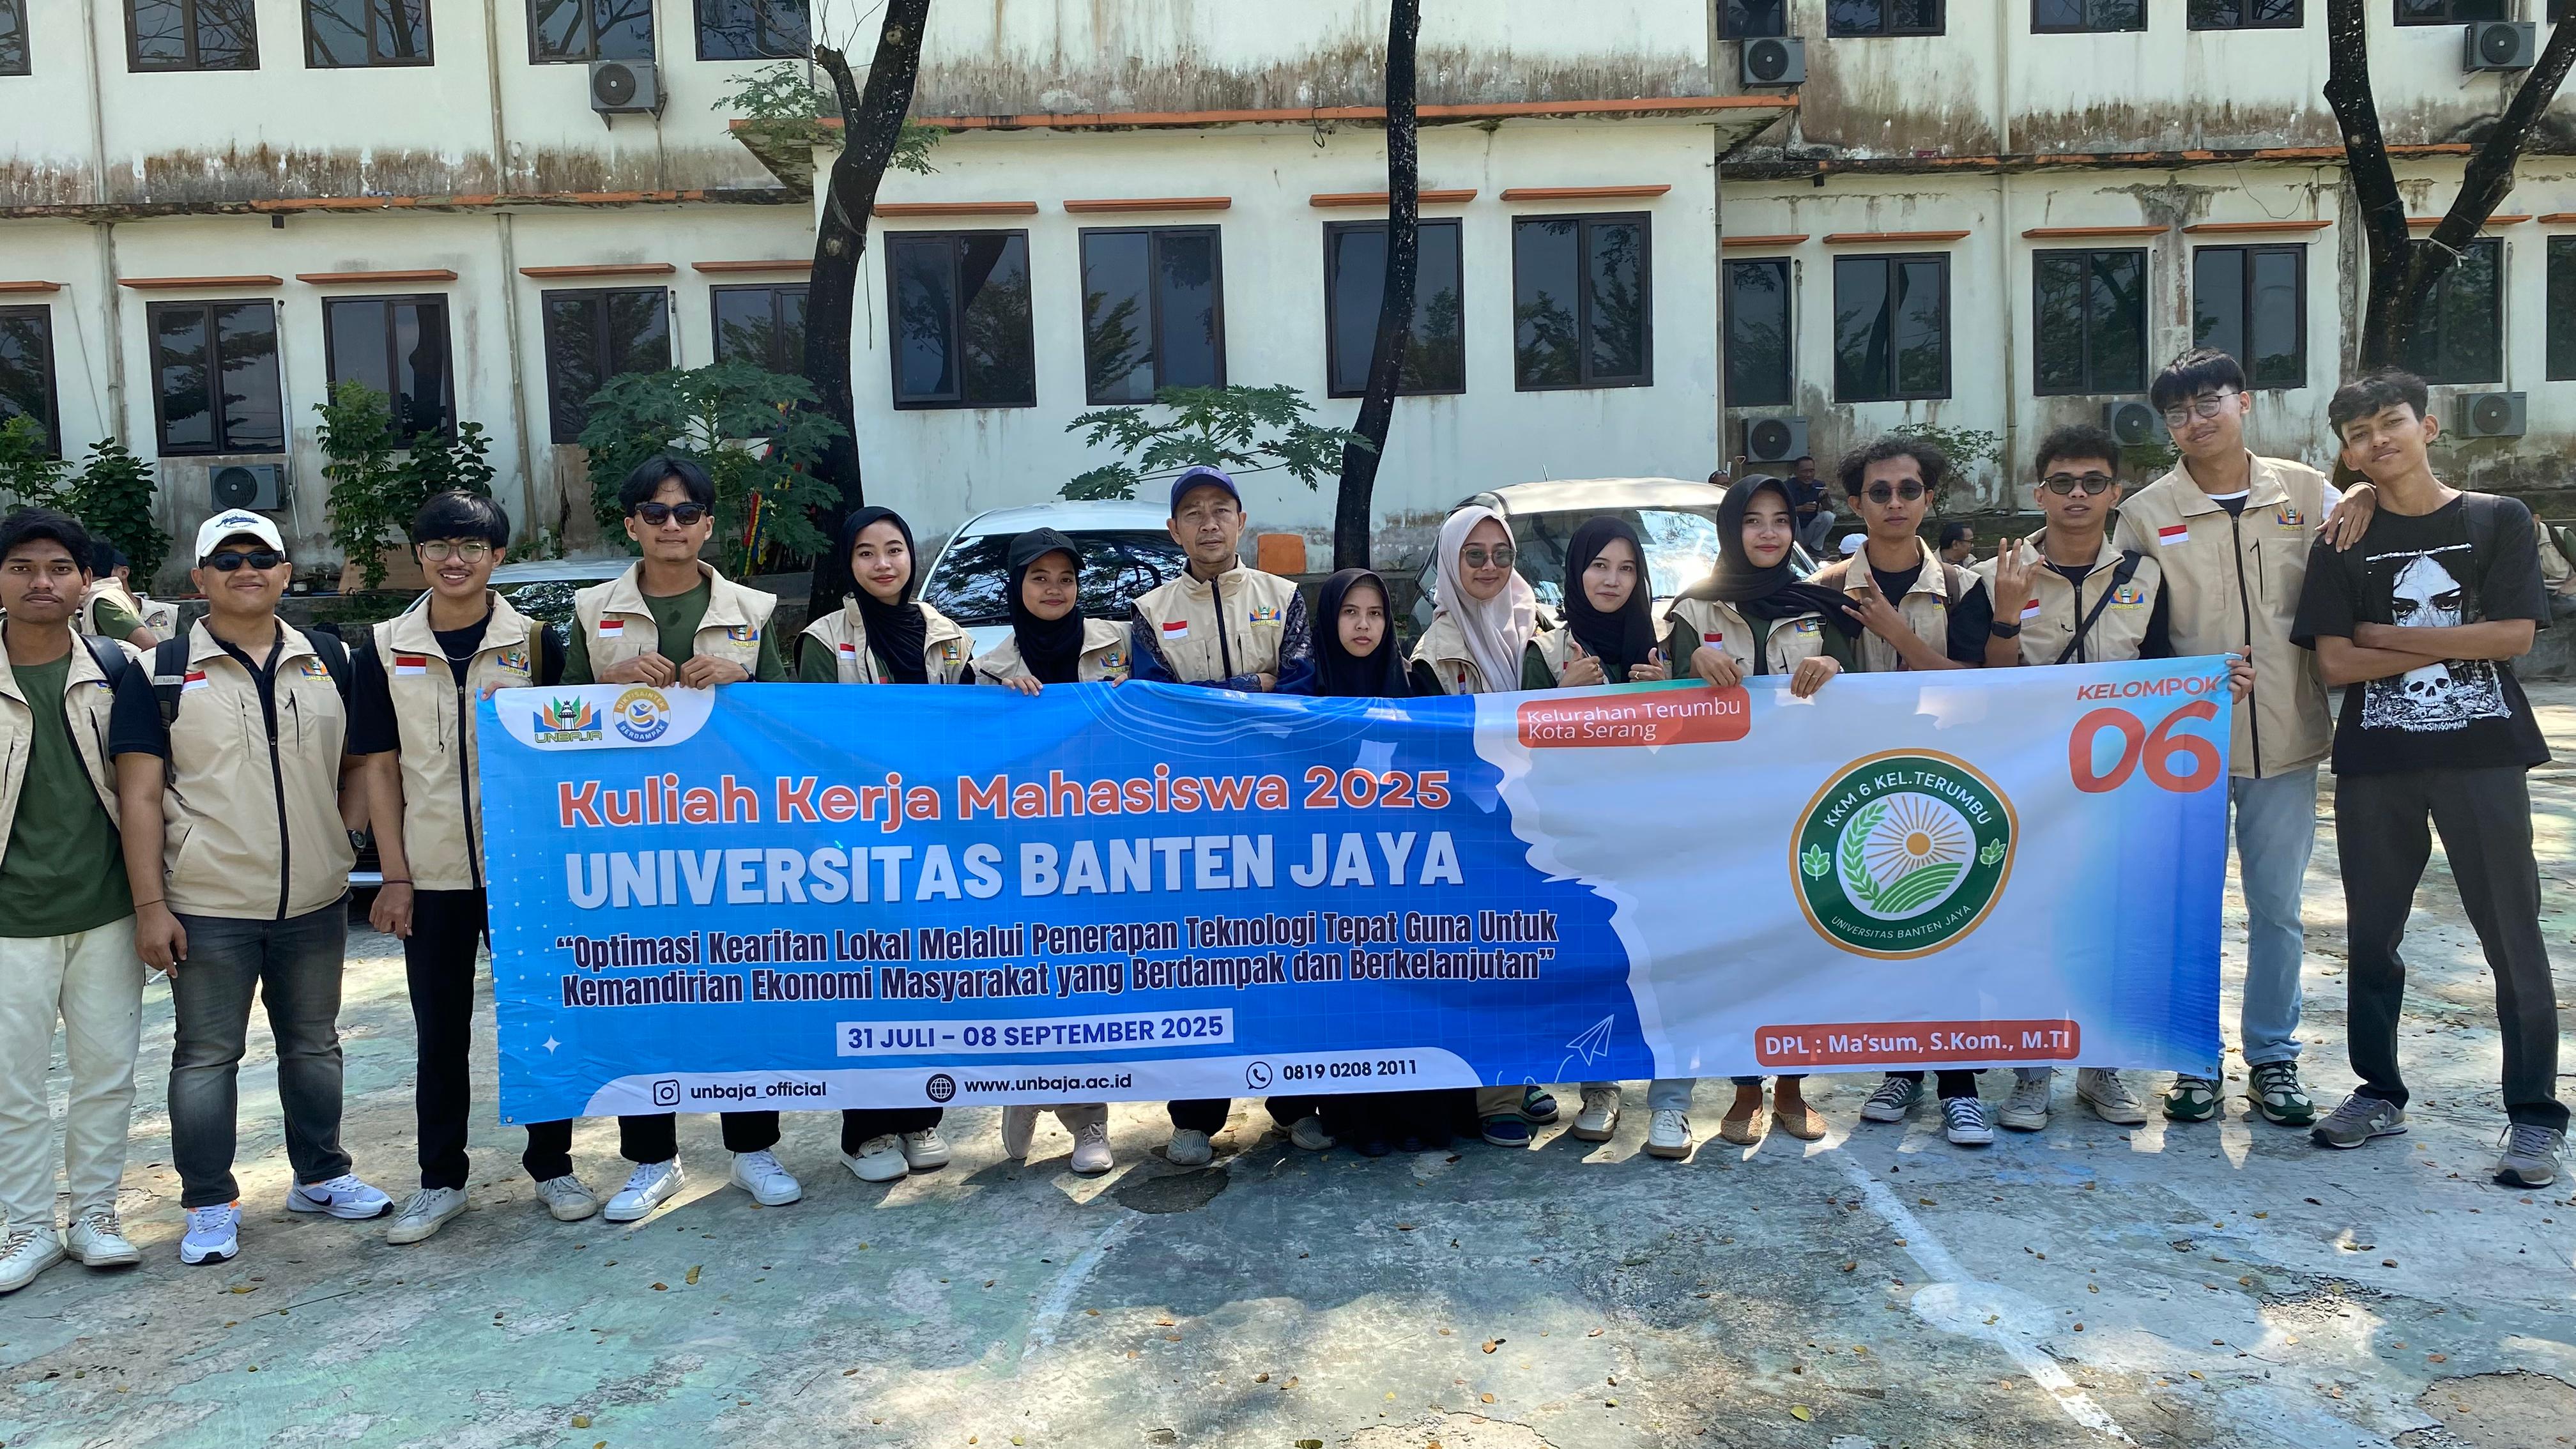 UNBAJA
DIKTISAINTEK
BERDAMPAK
Kuliah Kerja Mahasiswa 2025
UNIVERSITAS BANTEN JAYA
“Optimasi Kearifan Lokal Melalui Penerapan Teknologi Tepat Guna Untuk
Kemandirian Ekonomi Masyarakat yang Berdampak dan Berkelanjutan”
31 JULI – 08 SEPTEMBER 2025
unbaja_official
www.unbaja.ac.id
0819 0208 2011
Kelurahan Terumbu
Kota Serang
KELOMPOK
06
KKM 6 KEL.TERUMBU
UNIVERSITAS BANTEN JAYA
DPL : Ma'sum, S.Kom., M.TI